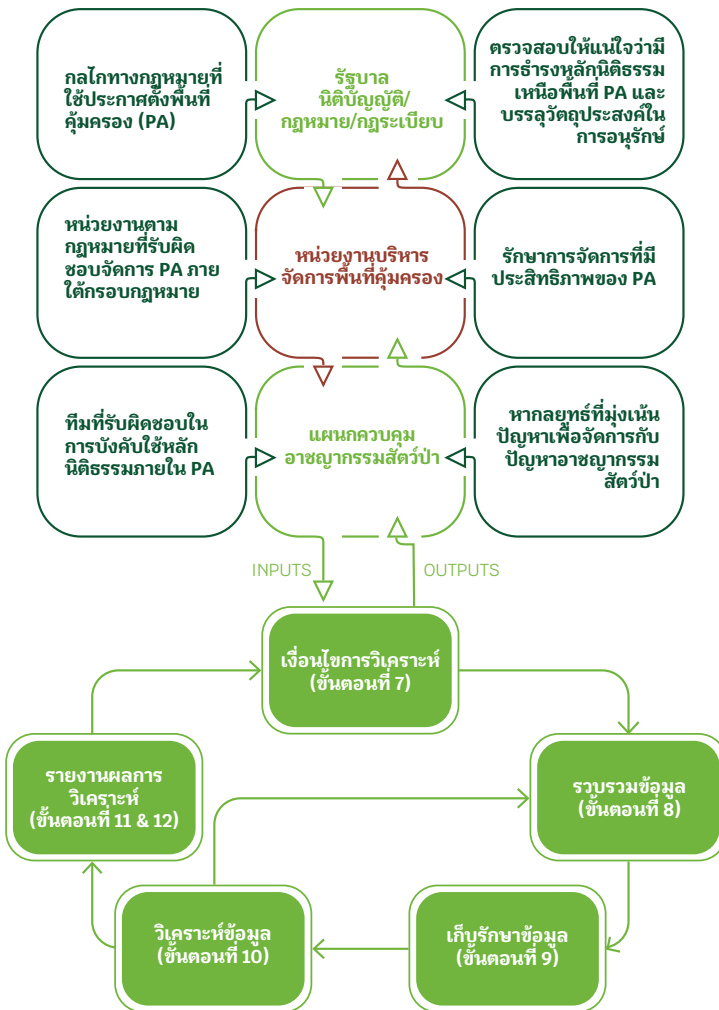 กลไกทางกฎหมายที่
ใช้ประกาศตั้งพื้นที่
คุ้มครอง (PA)
รัฐบาล
นิติบัญญัติ/
กฎหมาย/กฎระเบียบ
ตรวจสอบให้แน่ใจว่ามี
การธำรงหลักนิติธรรม
เหนือพื้นที่ PA และ
บรรลุวัตถุประสงค์ใน
การอนุรักษ์
หน่วยงานตาม
กฎหมายที่รับผิด
ชอบจัดการ PA ภาย
ใต้กรอบกฎหมาย
หน่วยงานบริหาร
จัดการพื้นที่คุ้มครอง
รักษาการจัดการที่มี
ประสิทธิภาพของ PA
ทีมที่รับผิดชอบใน
การบังคับใช้หลัก
นิติธรรมภายใน PA
แผนกควบคุม
อาชญากรรมสัตว์ป่า
หากลยุทธ์ที่มุ่งเน้น
ปัญหาเพื่อจัดการกับ
ปัญหาอาชญากรรม
สัตว์ป่า
INPUTS
OUTPUTS
เงื่อนไขการวิเคราะห์
(ขั้นตอนที่ 7)
รายงานผลการ
วิเคราะห์
(ขั้นตอนที่ 11 & 12)
รวบรวมข้อมูล
(ขั้นตอนที่ 8)
วิเคราะห์ข้อมูล
(ขั้นตอนที่ 10)
เก็บรักษาข้อมูล
(ขั้นตอนที่ 9)